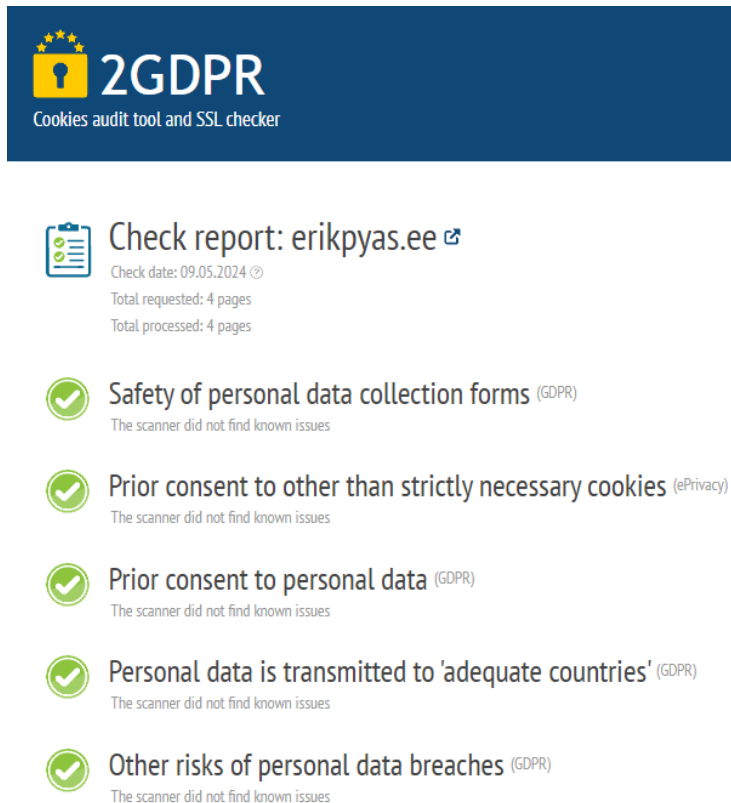 2GDPR
Cookies audit tool and SSL checker
Check report: erikpyas.ee
Check date: 09.05.2024 ?
Total requested: 4 pages
Total processed: 4 pages
Safety of personal data collection forms (GDPR)
The scanner did not find known issues
Prior consent to other than strictly necessary cookies (ePrivacy)
The scanner did not find known issues
Prior consent to personal data (GDPR)
The scanner did not find known issues
Personal data is transmitted to 'adequate countries' (GDPR)
The scanner did not find known issues
Other risks of personal data breaches (GDPR)
The scanner did not find known issues